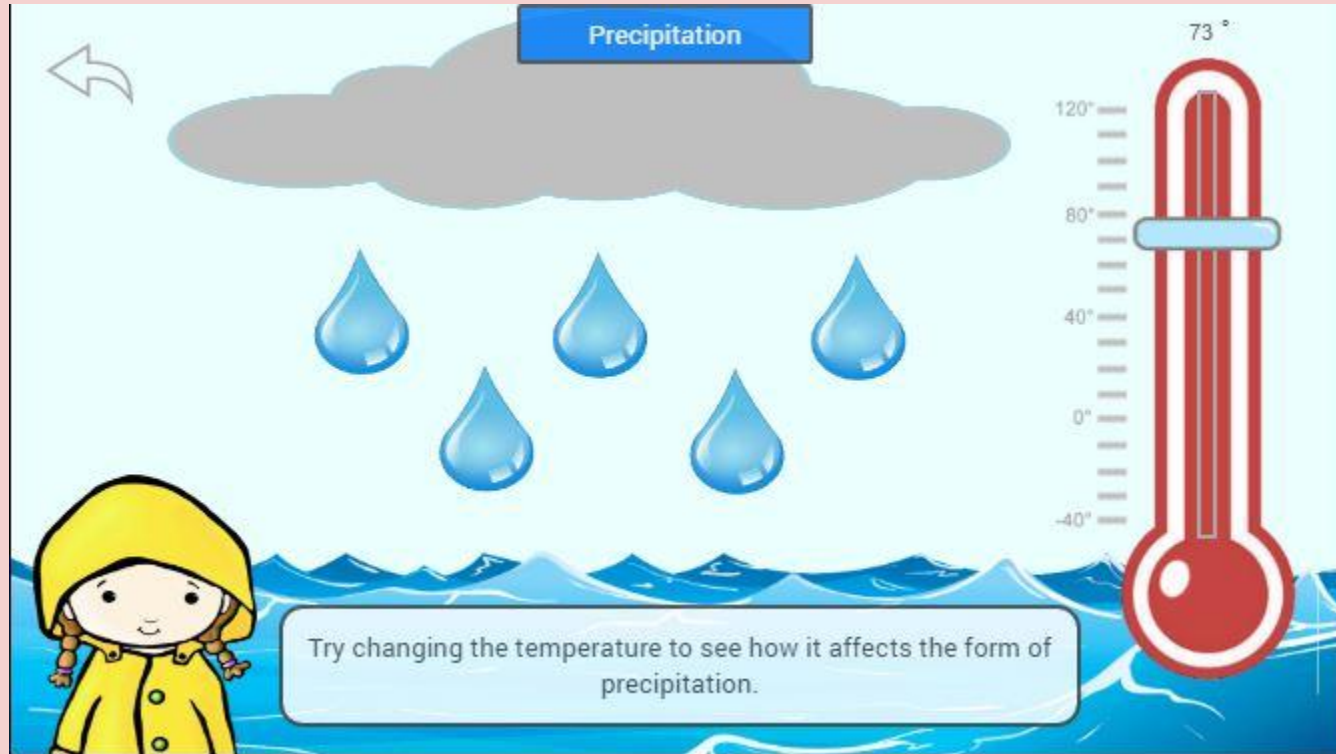 Precipitation
73 °
120°
80°
40°
0°
-40°
Try changing the temperature to see how it affects the form of
precipitation.